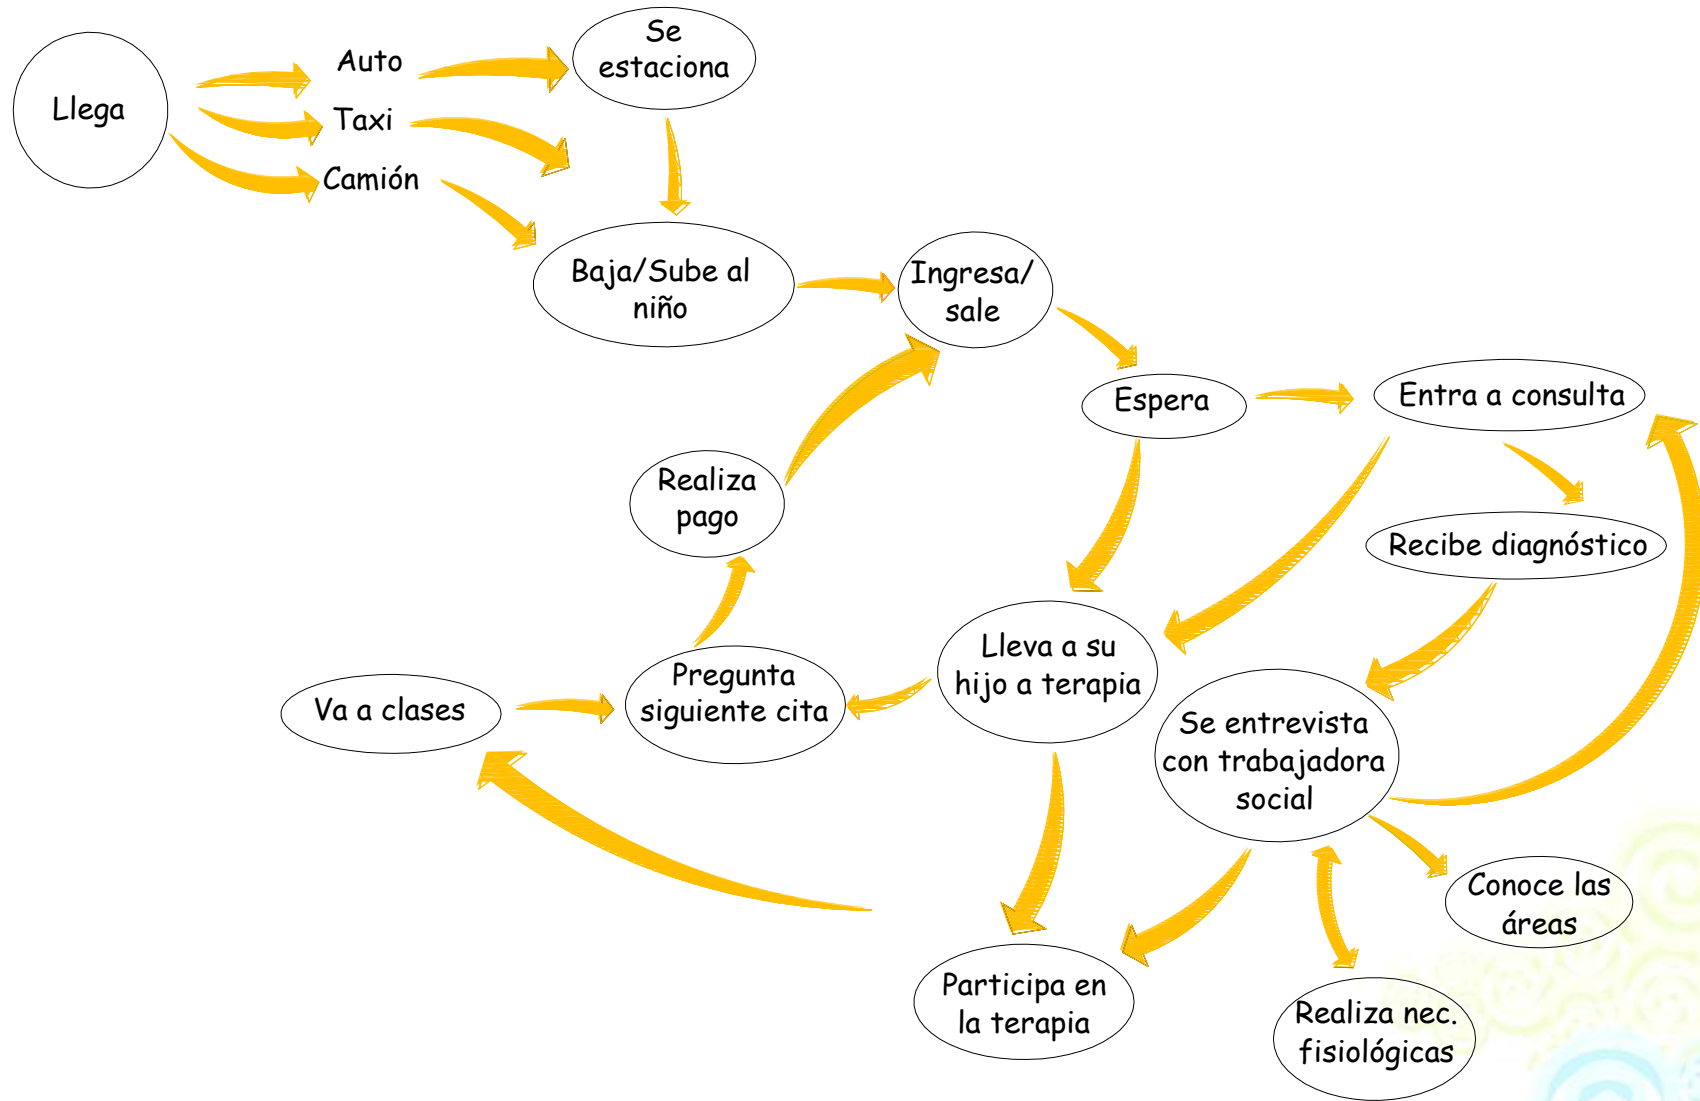 Se
estaciona
Auto
Llega
Taxi
Camión
Baja/Sube al
niño
Ingresa/
sale
Espera
Entra a consulta
Realiza
pago
Recibe diagnóstico
Lleva a su
hijo a terapia
Pregunta
siguiente cita
Va a clases
Se entrevista
con trabajadora
social
Conoce las
áreas
Participa en
la terapia
Realiza nec.
fisiológicas